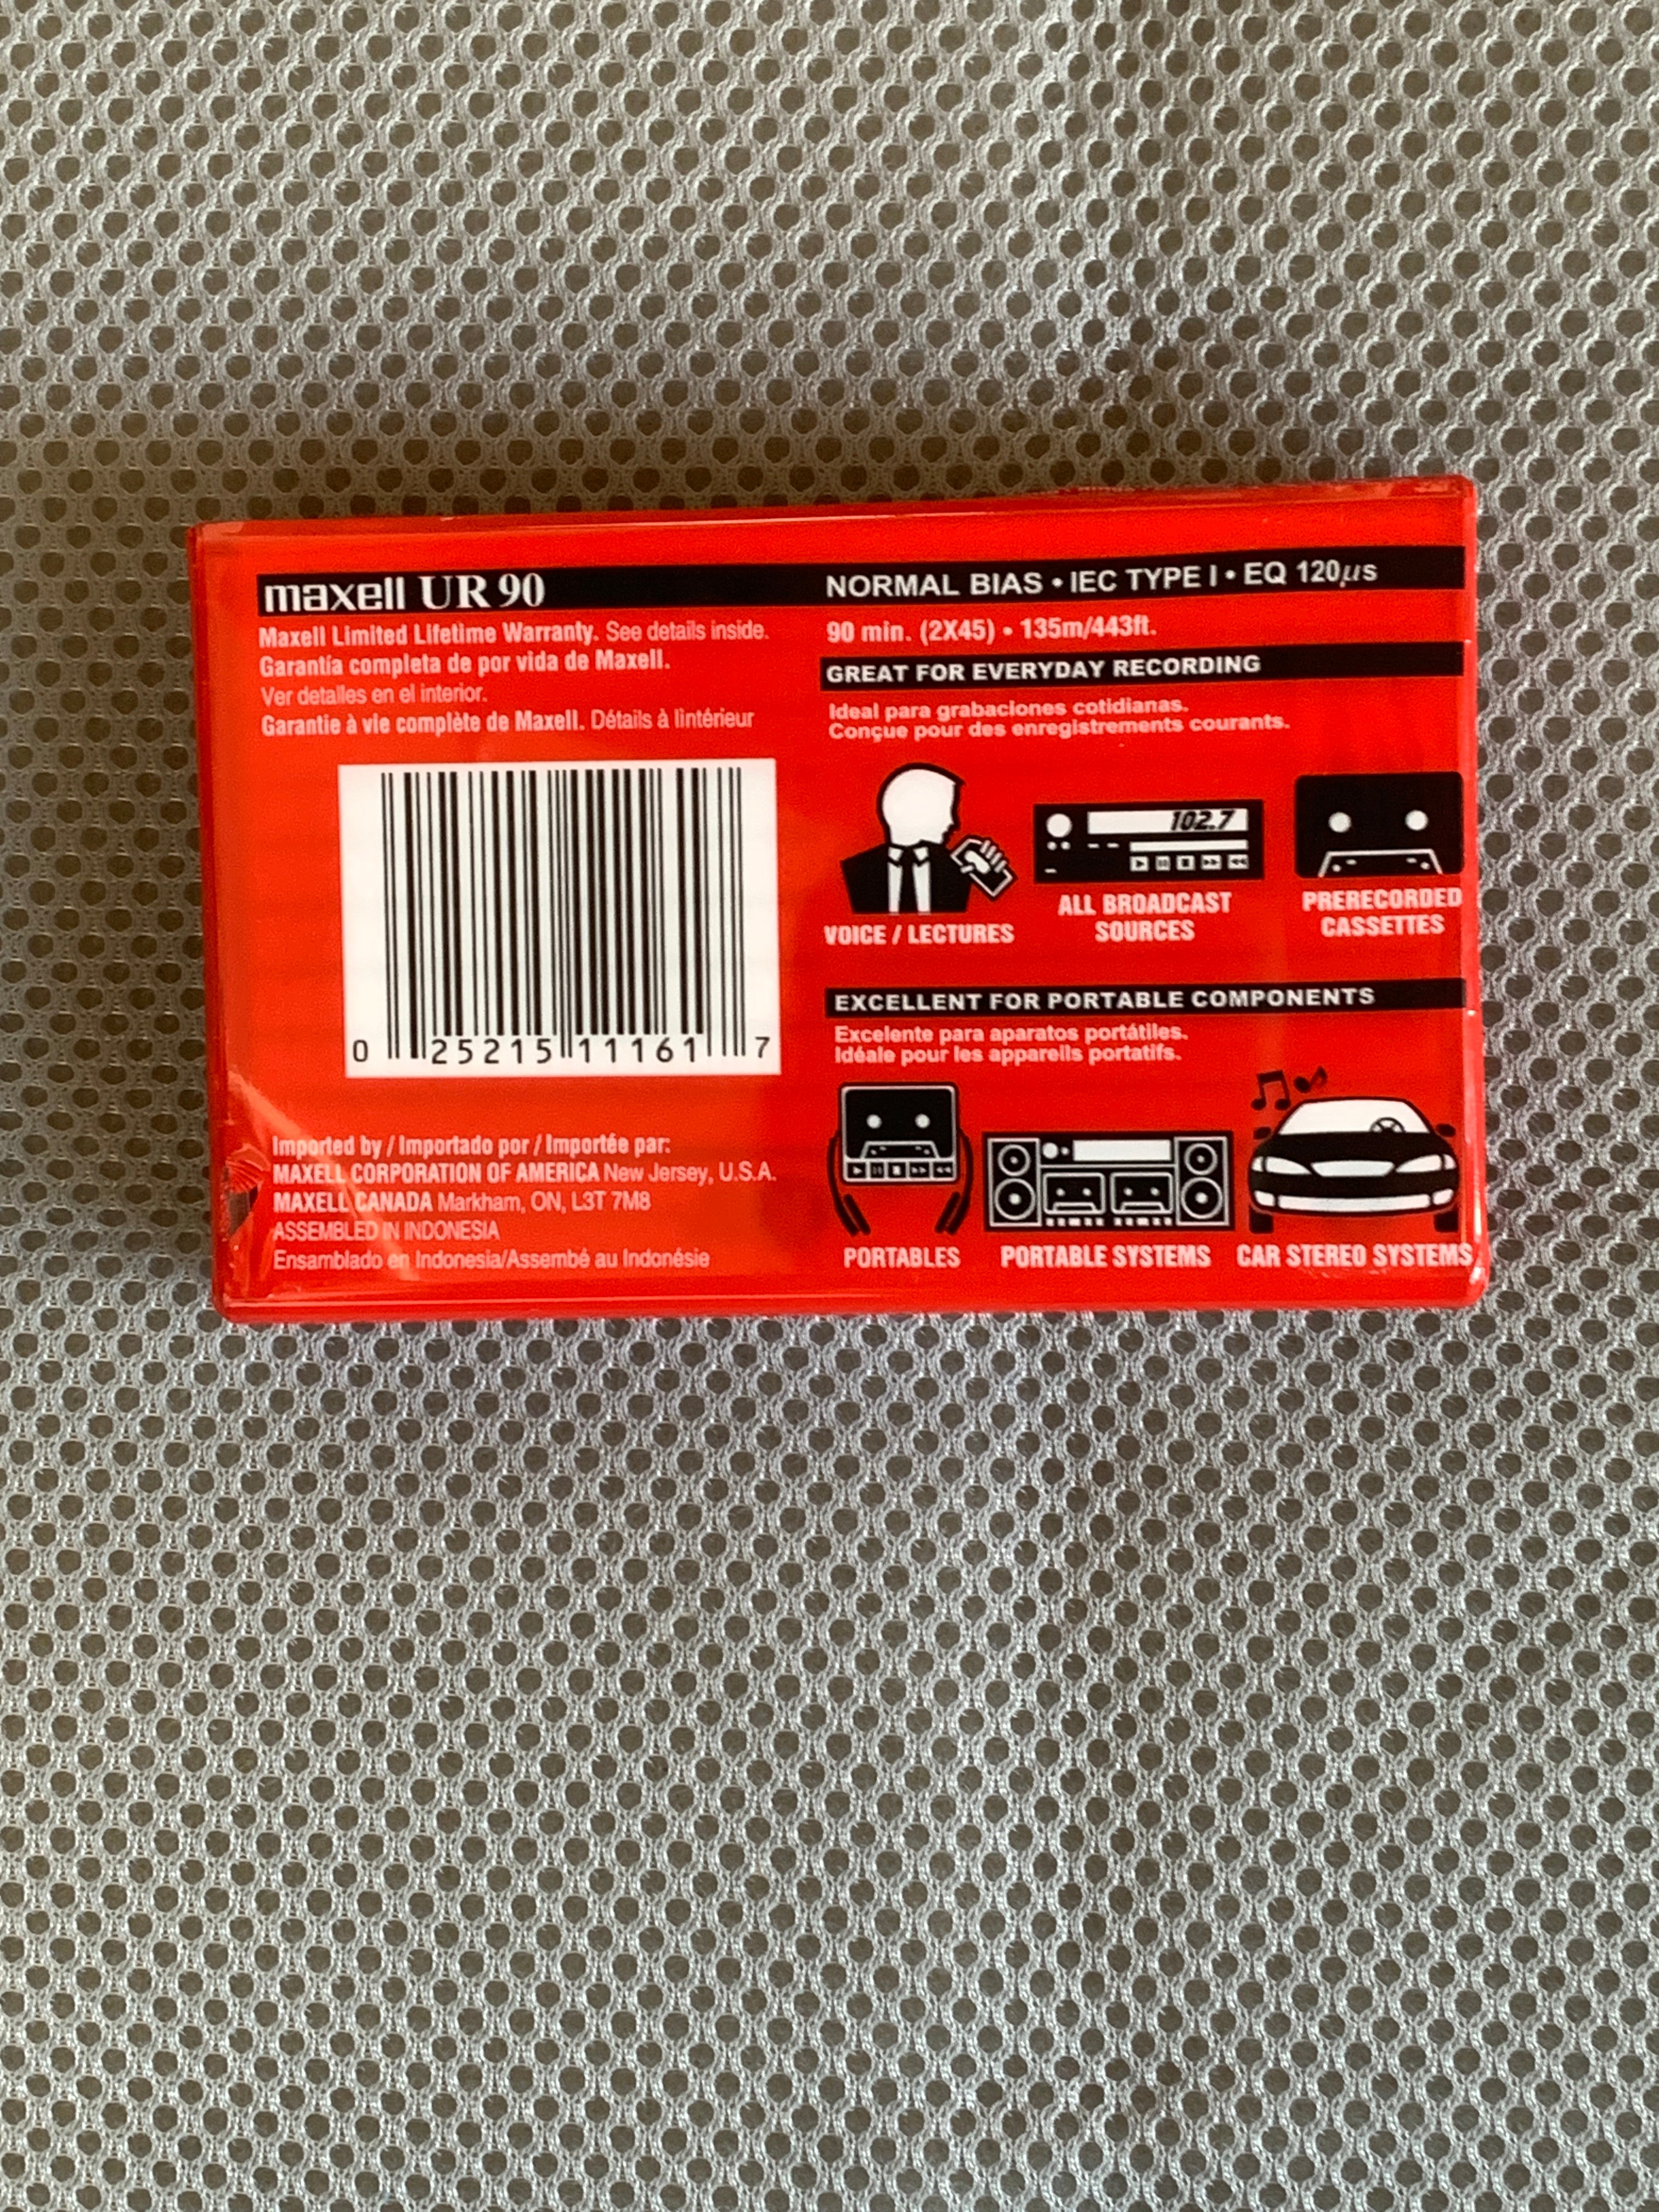 maxell UR 90
Maxell Limited Lifetime Warranty. See details inside.
Garantía completa de por vida de Maxell.
Ver detalles en el interior.
Garantie à vie complète de Maxell. Détails à lintérieur
0 25215 11161 7
Imported by / Importado por / Importée par:
MAXELL CORPORATION OF AMERICA New Jersey, U.S.A.
MAXELL CANADA Markham, ON, L3T 7M8
ASSEMBLED IN INDONESIA
Ensamblado en Indonesia/Assembé au Indonésie
NORMAL BIAS • IEC TYPE I • EQ 120µs
90 min. (2X45) • 135m/443ft.
GREAT FOR EVERYDAY RECORDING
Ideal para grabaciones cotidianas.
Conçue pour des enregistrements courants.
102.7
VOICE / LECTURES
ALL BROADCAST
SOURCES
PRERECORDED
CASSETTES
EXCELLENT FOR PORTABLE COMPONENTS
Excelente para aparatos portátiles.
Idéale pour les appareils portatifs.
PORTABLES
PORTABLE SYSTEMS
CAR STEREO SYSTEMS